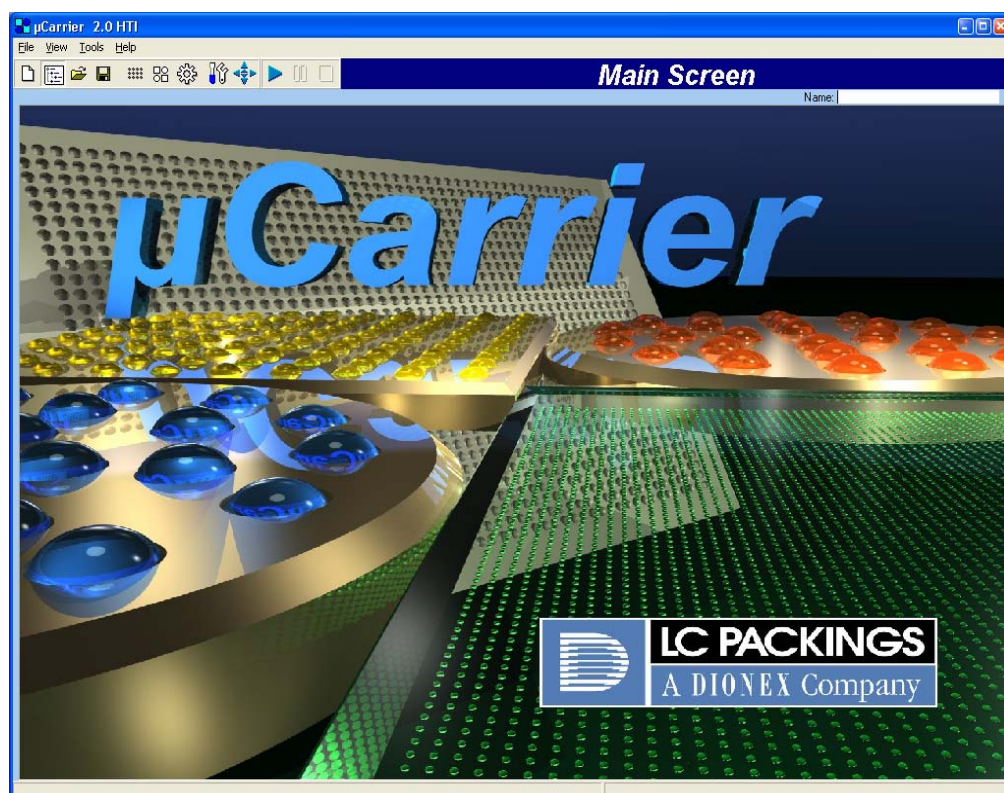 µCarrier 2.0 HTI
File View Tools Help
Main Screen
Name:
µCarrier
LC PACKINGS
A DIONEX Company